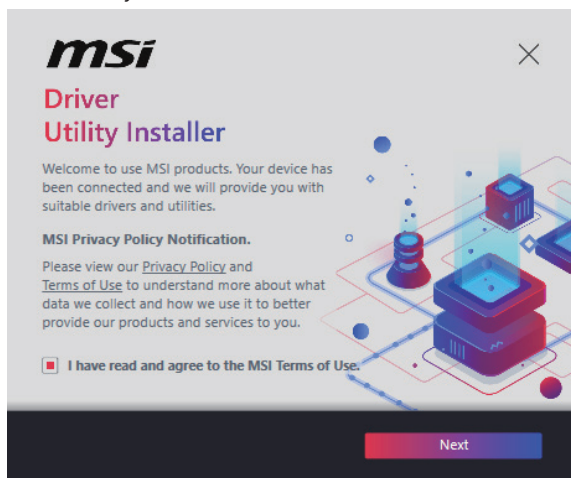 msi
Driver
Utility Installer
Welcome to use MSI products. Your device has
been connected and we will provide you with
suitable drivers and utilities.
MSI Privacy Policy Notification.
Please view our Privacy Policy and
Terms of Use to understand more about what
data we collect and how we use it to better
provide our products and services to you.
I have read and agree to the MSI Terms of Use.
Next